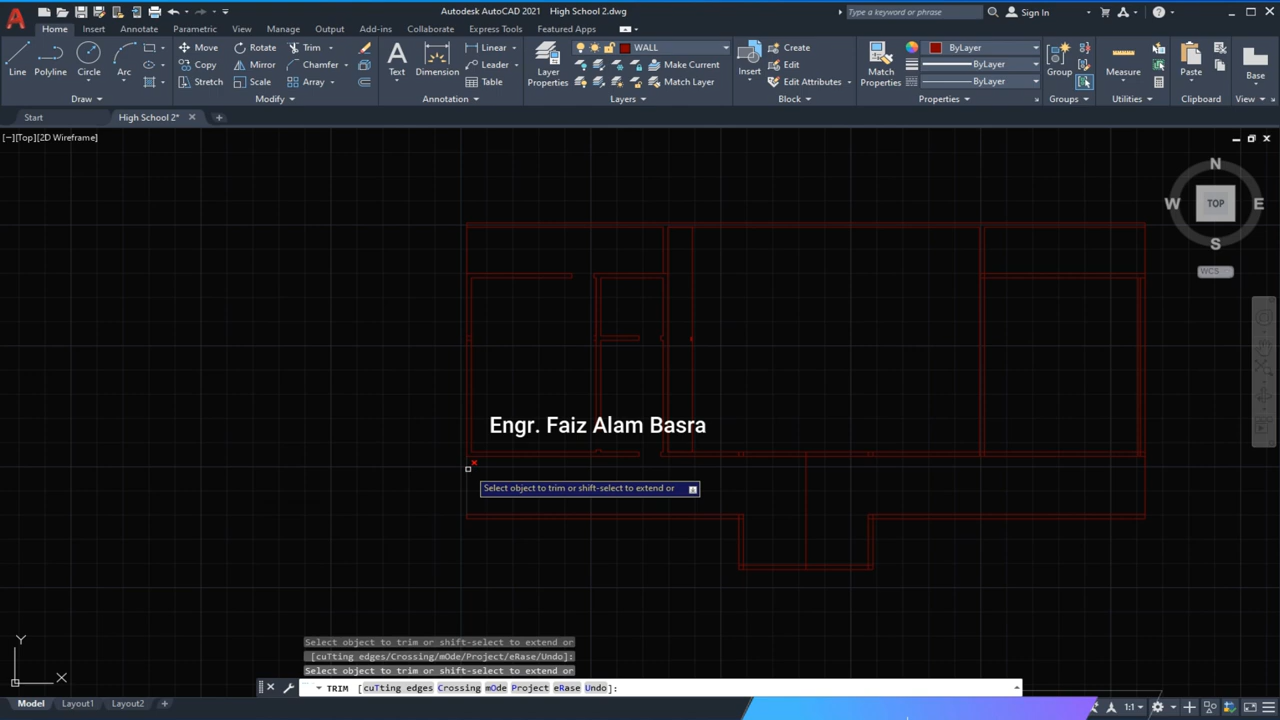 Autodesk AutoCAD 2021 High School 2.dwg
Type a keyword or phrase
Sign In
Home Insert Annotate Parametric View Manage Output Add-ins Collaborate Express Tools Featured Apps
Line Polyline Circle Arc
Move Rotate Trim
Copy Mirror Chamfer
Stretch Scale Array
Text Dimension
Linear
Leader
Table
Layer
Properties
WALL
Make Current
Match Layer
Insert
Create
Edit
Edit Attributes
Match
Properties
ByLayer
ByLayer
ByLayer
Group
Measure
Paste
Base
Draw Modify Annotation Layers Block Properties Groups Utilities Clipboard View
Start High School 2*
[−][Top][2D Wireframe]
N
W TOP E
S
WCS
Engr. Faiz Alam Basra
Select object to trim or shift-select to extend or
Y
X
Select object to trim or shift-select to extend or
[cuTting edges/Crossing/mOde/Project/eRase/Undo]:
Select object to trim or shift-select to extend or
TRIM [cuTting edges Crossing mOde Project eRase Undo]:
Model Layout1 Layout2 +
1:1